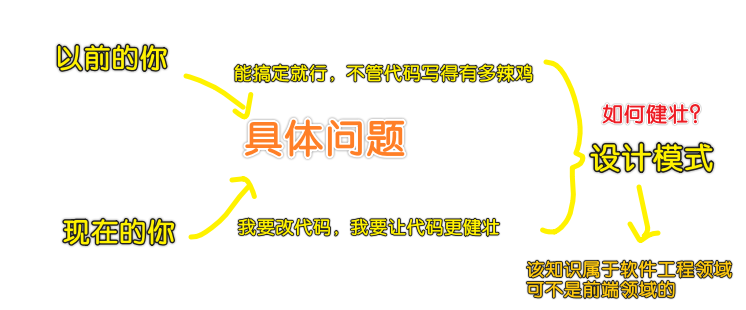 以前的你
能搞定就行，不管代码写得有多辣鸡
具体问题
如何健壮?
设计模式
现在的你
我要改代码，我要让代码更健壮
该知识属于软件工程领域
可不是前端领域的